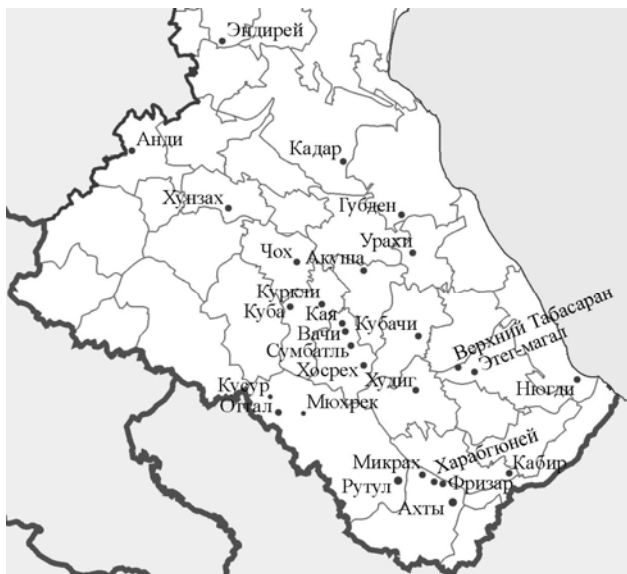 Эндирей
Анди
Кадар
Хунзах
Губден
Урахи
Чох
Акуша
Куркли
Куба
Кая
Кубачи
Вачи
Верхний Табасаран
Этег-магал
Сумбатль
Хосрех
Худиг
Нюгди
Кусур
Оттал
Мюхрек
Харабгюней
Микрах
Кабир
Рутул
Фризар
Ахты